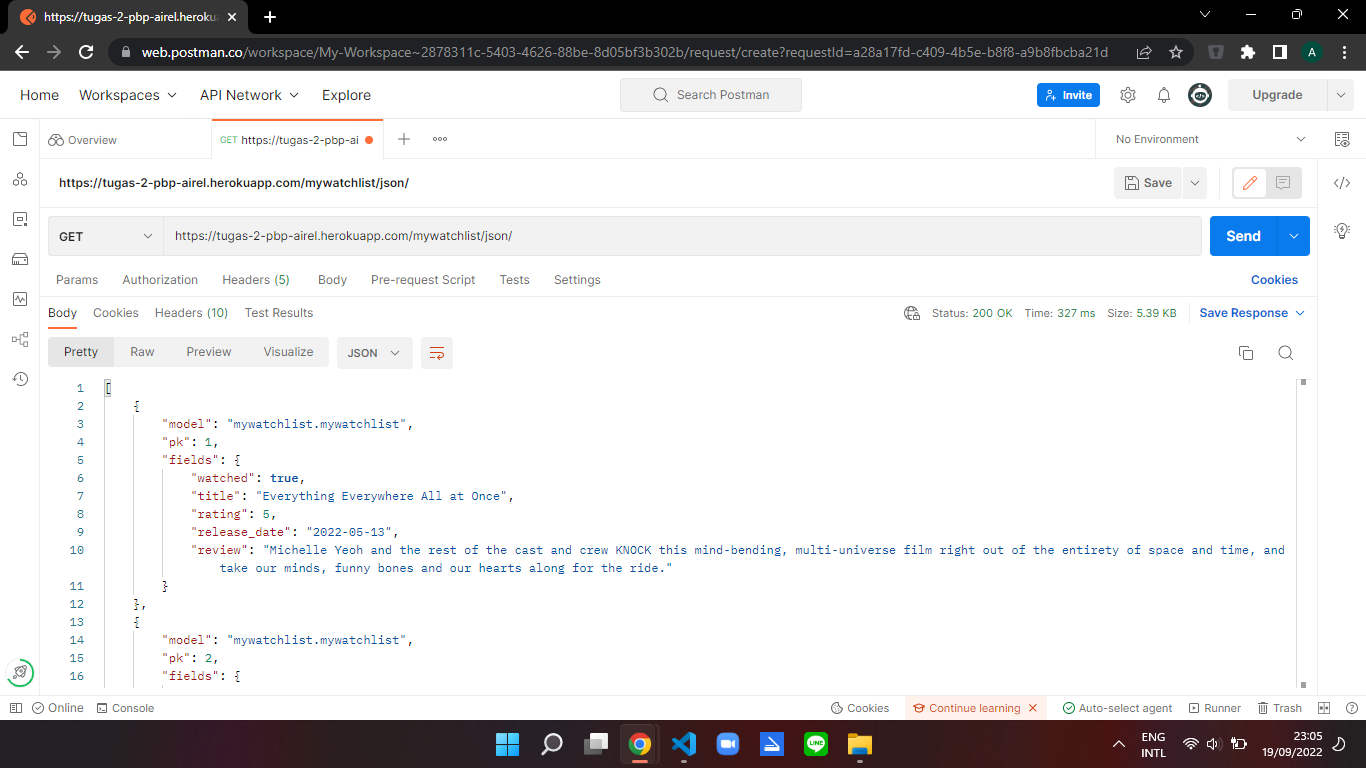 https://tugas-2-pbp-airel.heroku
web.postman.co/workspace/My-Workspace~2878311c-5403-4626-88be-8d05bf3b302b/request/create?requestId=a28a17fd-c409-4b5e-b8f8-a9b8fbcba21d
A
Home Workspaces API Network Explore Search Postman Invite Upgrade
Overview GET https://tugas-2-pbp-ai No Environment
https://tugas-2-pbp-airel.herokuapp.com/mywatchlist/json/ Save
GET https://tugas-2-pbp-airel.herokuapp.com/mywatchlist/json/ Send
Params Authorization Headers (5) Body Pre-request Script Tests Settings Cookies
Body Cookies Headers (10) Test Results Status: 200 OK Time: 327 ms Size: 5.39 KB Save Response
Pretty Raw Preview Visualize JSON
1 [
2 {
3 "model": "mywatchlist.mywatchlist",
4 "pk": 1,
5 "fields": {
6 "watched": true,
7 "title": "Everything Everywhere All at Once",
8 "rating": 5,
9 "release_date": "2022-05-13",
10 "review": "Michelle Yeoh and the rest of the cast and crew KNOCK this mind-bending, multi-universe film right out of the entirety of space and time, and
take our minds, funny bones and our hearts along for the ride."
11 }
12 },
13 {
14 "model": "mywatchlist.mywatchlist",
15 "pk": 2,
16 "fields": {
Online Console Cookies Continue learning Auto-select agent Runner Trash
ENG 23:05
INTL 19/09/2022